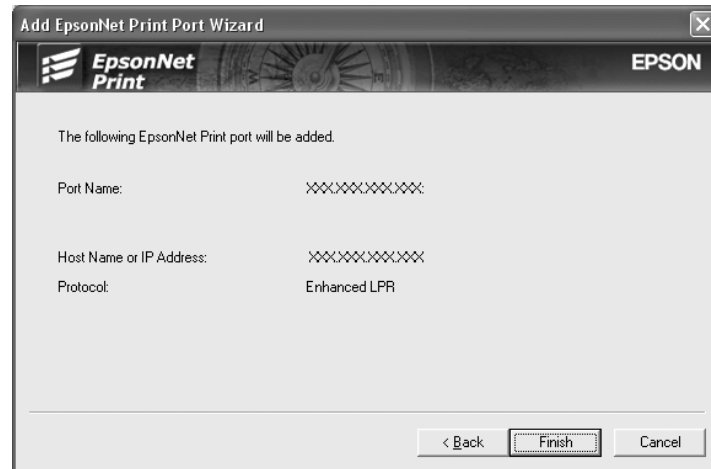 Add EpsonNet Print Port Wizard
EpsonNet
Print
EPSON
The following EpsonNet Print port will be added.
Port Name: XXX.XXX.XXX.XXX:
Host Name or IP Address: XXX.XXX.XXX.XXX
Protocol: Enhanced LPR
< Back Finish Cancel